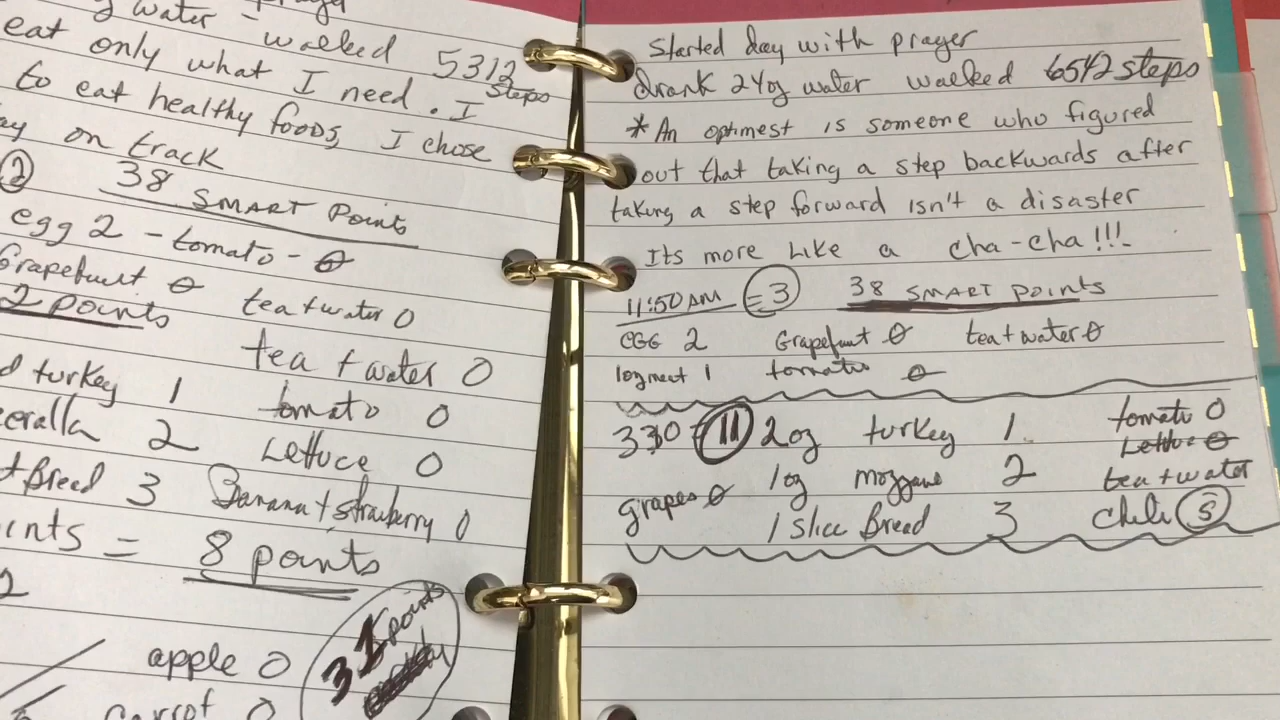 water - walked 5312 steps
eat only what I need. I
to eat healthy foods, I chose
on track
2 38 SMART Points
egg 2 - tomato - 0
Grapefruit 0 tea + water 0
2 points
tea + water 0
turkey 1 tomato 0
2 Lettuce 0
Bread 3 Banana + strawberry 0
= 8 points
2
apple 0
carrot 0
points
Started day with prayer
drank 24oz water walked 6542 steps
*An optimest is someone who figured
out that taking a step backwards after
taking a step forward isn't a disaster
Its more Like a cha-cha!!!
11:50 AM = 3 38 SMART POINTS
EGG 2 Grapefruit 0 tea + water 0
1 tomato 0
330 = 11 2oz turkey 1 tomato 0
Lettuce 0
grapes 0 1oz 2 tea + water
1 slice Bread 3 chili 5